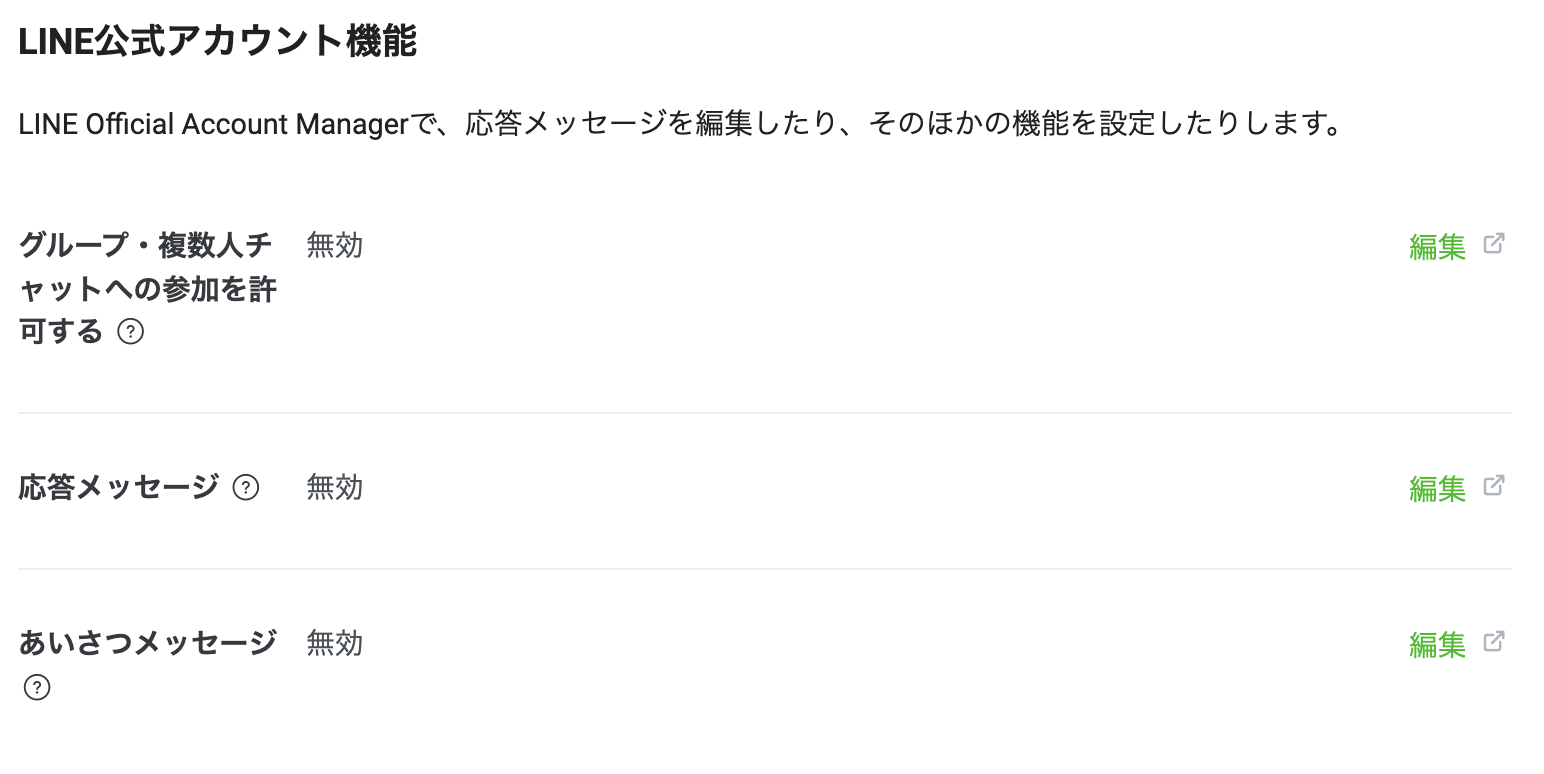 LINE公式アカウント機能
LINE Official Account Managerで、応答メッセージを編集したり、そのほかの機能を設定したりします。
グループ・複数人チ 無効 編集
ャットへの参加を許
可する ?
応答メッセージ ? 無効 編集
あいさつメッセージ 無効 編集
?